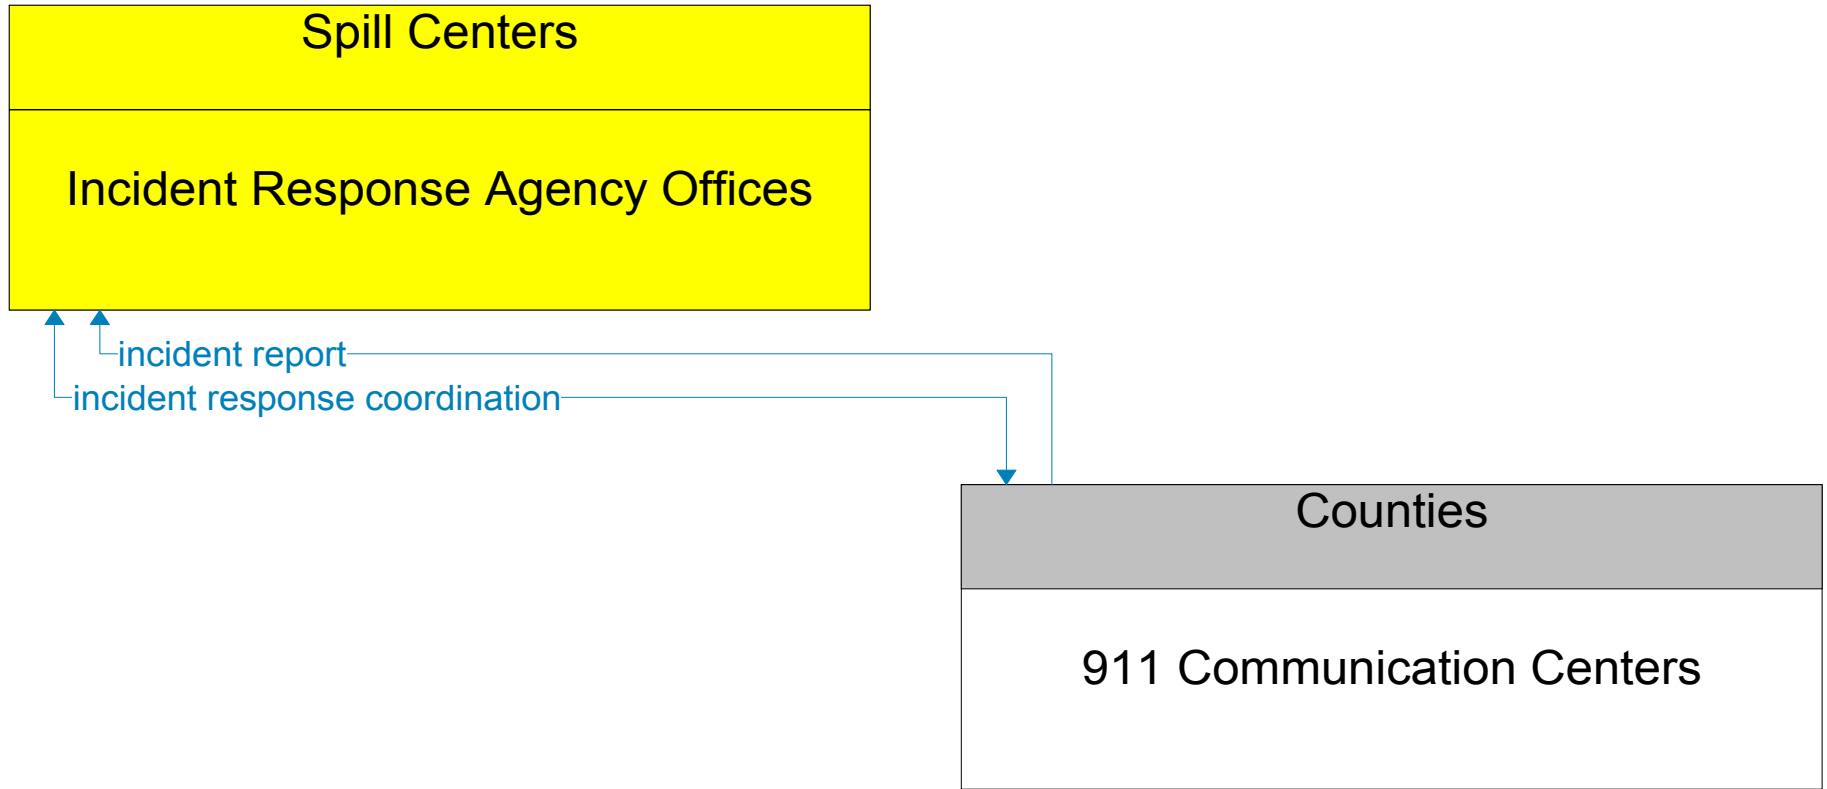 Spill Centers
Incident Response Agency Offices
incident report
incident response coordination
Counties
911 Communication Centers